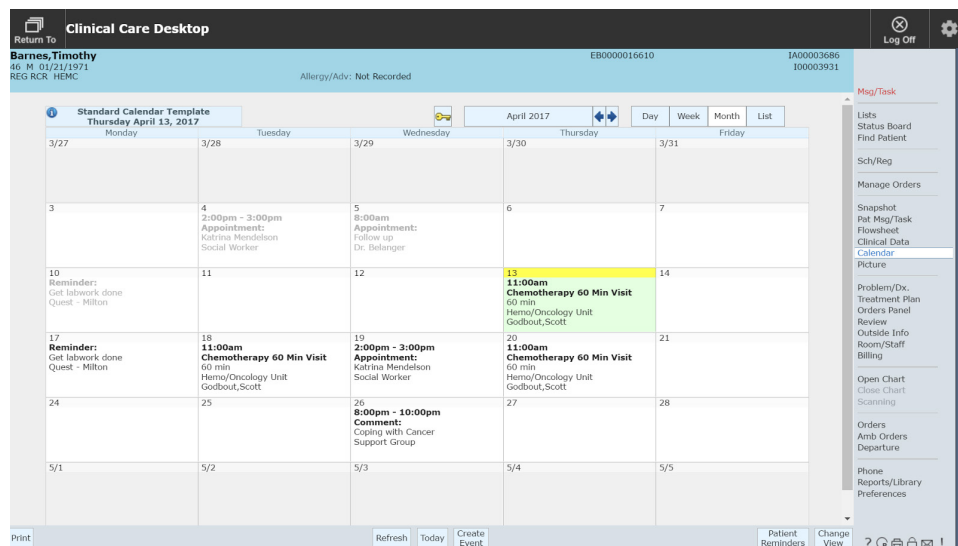 Return To
Clinical Care Desktop
Log Off
Barnes,Timothy
EB0000016610
IA00003686
46 M 01/21/1971
I00003931
REG RCR HEMC
Allergy/Adv: Not Recorded
Standard Calendar Template
Thursday April 13, 2017
April 2017
Day
Week
Month
List
Monday
Tuesday
Wednesday
Thursday
Friday
3/27
3/28
3/29
3/30
3/31
3
4
2:00pm - 3:00pm
Appointment:
Katrina Mendelson
Social Worker
5
8:00am
Appointment:
Follow up
Dr. Belanger
6
7
10
Reminder:
Get labwork done
Quest - Milton
11
12
13
11:00am
Chemotherapy 60 Min Visit
60 min
Hemo/Oncology Unit
Godbout,Scott
14
17
Reminder:
Get labwork done
Quest - Milton
18
11:00am
Chemotherapy 60 Min Visit
60 min
Hemo/Oncology Unit
Godbout,Scott
19
2:00pm - 3:00pm
Appointment:
Katrina Mendelson
Social Worker
20
11:00am
Chemotherapy 60 Min Visit
60 min
Hemo/Oncology Unit
Godbout,Scott
21
24
25
26
8:00pm - 10:00pm
Comment:
Coping with Cancer
Support Group
27
28
5/1
5/2
5/3
5/4
5/5
Print
Refresh
Today
Create
Event
Patient
Reminders
Change
View
Msg/Task
Lists
Status Board
Find Patient
Sch/Reg
Manage Orders
Snapshot
Pat Msg/Task
Flowsheet
Clinical Data
Calendar
Picture
Problem/Dx.
Treatment Plan
Orders Panel
Review
Outside Info
Room/Staff
Billing
Open Chart
Close Chart
Scanning
Orders
Amb Orders
Departure
Phone
Reports/Library
Preferences
? !